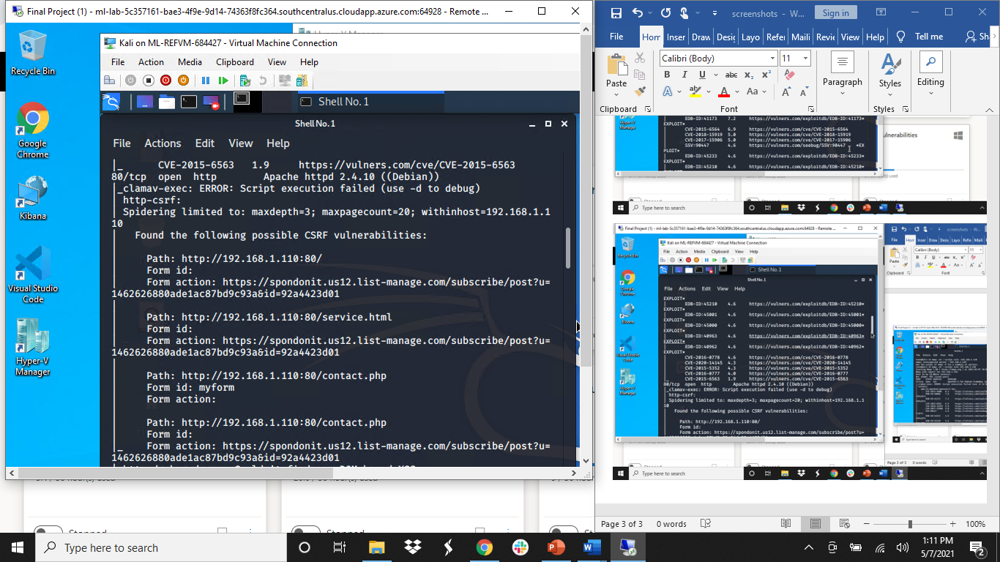 Final Project (1) - ml-lab-5c357161-bae3-4f9e-9d14-74363f8fc364.southcentralus.cloudapp.azure.com:64928 - Remote ...
Recycle Bin
Google Chrome
Kibana
Visual Studio Code
Hyper-V Manager
Kali on ML-REFVM-684427 - Virtual Machine Connection
File Action Media Clipboard View Help
Shell No. 1
Shell No.1
File Actions Edit View Help
|_ CVE-2015-6563 1.9 https://vulners.com/cve/CVE-2015-6563
80/tcp open http Apache httpd 2.4.10 ((Debian))
|_clamav-exec: ERROR: Script execution failed (use -d to debug)
| http-csrf:
| Spidering limited to: maxdepth=3; maxpagecount=20; withinhost=192.168.1.1
10
| Found the following possible CSRF vulnerabilities:
|
| Path: http://192.168.1.110:80/
| Form id:
| Form action: https://spondonit.us12.list-manage.com/subscribe/post?u=
1462626880ade1ac87bd9c93a&id=92a4423d01
|
| Path: http://192.168.1.110:80/service.html
| Form id:
| Form action: https://spondonit.us12.list-manage.com/subscribe/post?u=
1462626880ade1ac87bd9c93a&id=92a4423d01
|
| Path: http://192.168.1.110:80/contact.php
| Form id: myform
| Form action:
|
| Path: http://192.168.1.110:80/contact.php
| Form id:
|_ Form action: https://spondonit.us12.list-manage.com/subscribe/post?u=
1462626880ade1ac87bd9c93a&id=92a4423d01
Stopped
Stopped
screenshots - W... Sign in
File Hom Inser Draw Desig Layo Refer Maili Revie View Help Tell me Sh
Calibri (Body) 11
Paste
B I U abc x₂ x²
A aby A Aa A A
Paragraph
Styles
Editing
Clipboard Font Styles
Hyper-V Manager
EDB-ID:41173 7.2 https://vulners.com/exploitdb/EDB-ID:41173*
EXPLOIT*
CVE-2015-6564 6.9 https://vulners.com/cve/CVE-2015-6564
CVE-2018-15919 5.0 https://vulners.com/cve/CVE-2018-15919
CVE-2017-15906 5.0 https://vulners.com/cve/CVE-2017-15906
SSV:90447 4.6 https://vulners.com/seebug/SSV:90447 *EX
PLOIT*
EDB-ID:45233 4.6 https://vulners.com/exploitdb/EDB-ID:45233*
EXPLOIT*
EDB-ID:45210 4.6 https://vulners.com/exploitdb/EDB-ID:45210*
ulnerabilities
Type here to search
Final Project (1) - ml-lab-5c357161-bae3-4f9e-9d14-74363f8fc364.southcentralus.cloudapp.azure.com:64928 - Remote ...
Kali on ML-REFVM-684427 - Virtual Machine Connection
File Action Media Clipboard View Help
Shell No. 1
Shell No.1
File Actions Edit View Help
EXPLOIT*
EDB-ID:45210 4.6 https://vulners.com/exploitdb/EDB-ID:45210*
EXPLOIT*
EDB-ID:45001 4.6 https://vulners.com/exploitdb/EDB-ID:45001*
EXPLOIT*
EDB-ID:45000 4.6 https://vulners.com/exploitdb/EDB-ID:45000*
EXPLOIT*
EDB-ID:40963 4.6 https://vulners.com/exploitdb/EDB-ID:40963*
EXPLOIT*
EDB-ID:40962 4.6 https://vulners.com/exploitdb/EDB-ID:40962*
EXPLOIT*
CVE-2016-0778 4.6 https://vulners.com/cve/CVE-2016-0778
CVE-2020-14145 4.3 https://vulners.com/cve/CVE-2020-14145
CVE-2015-5352 4.3 https://vulners.com/cve/CVE-2015-5352
CVE-2016-0777 4.0 https://vulners.com/cve/CVE-2016-0777
CVE-2015-6563 1.9 https://vulners.com/cve/CVE-2015-6563
80/tcp open http Apache httpd 2.4.10 ((Debian))
_clamav-exec: ERROR: Script execution failed (use -d to debug)
http-csrf:
Spidering limited to: maxdepth=3; maxpagecount=20; withinhost=192.168.1.1
10
Found the following possible CSRF vulnerabilities:
Path: http://192.168.1.110:80/
Form id:
Form action: https://spondonit.us12.list-manage.com/subscribe/post?u=
Type here to search
Page 3 of 3 0 words
Page 3 of 3 0 words 100%
Type here to search
1:11 PM
5/7/2021
2